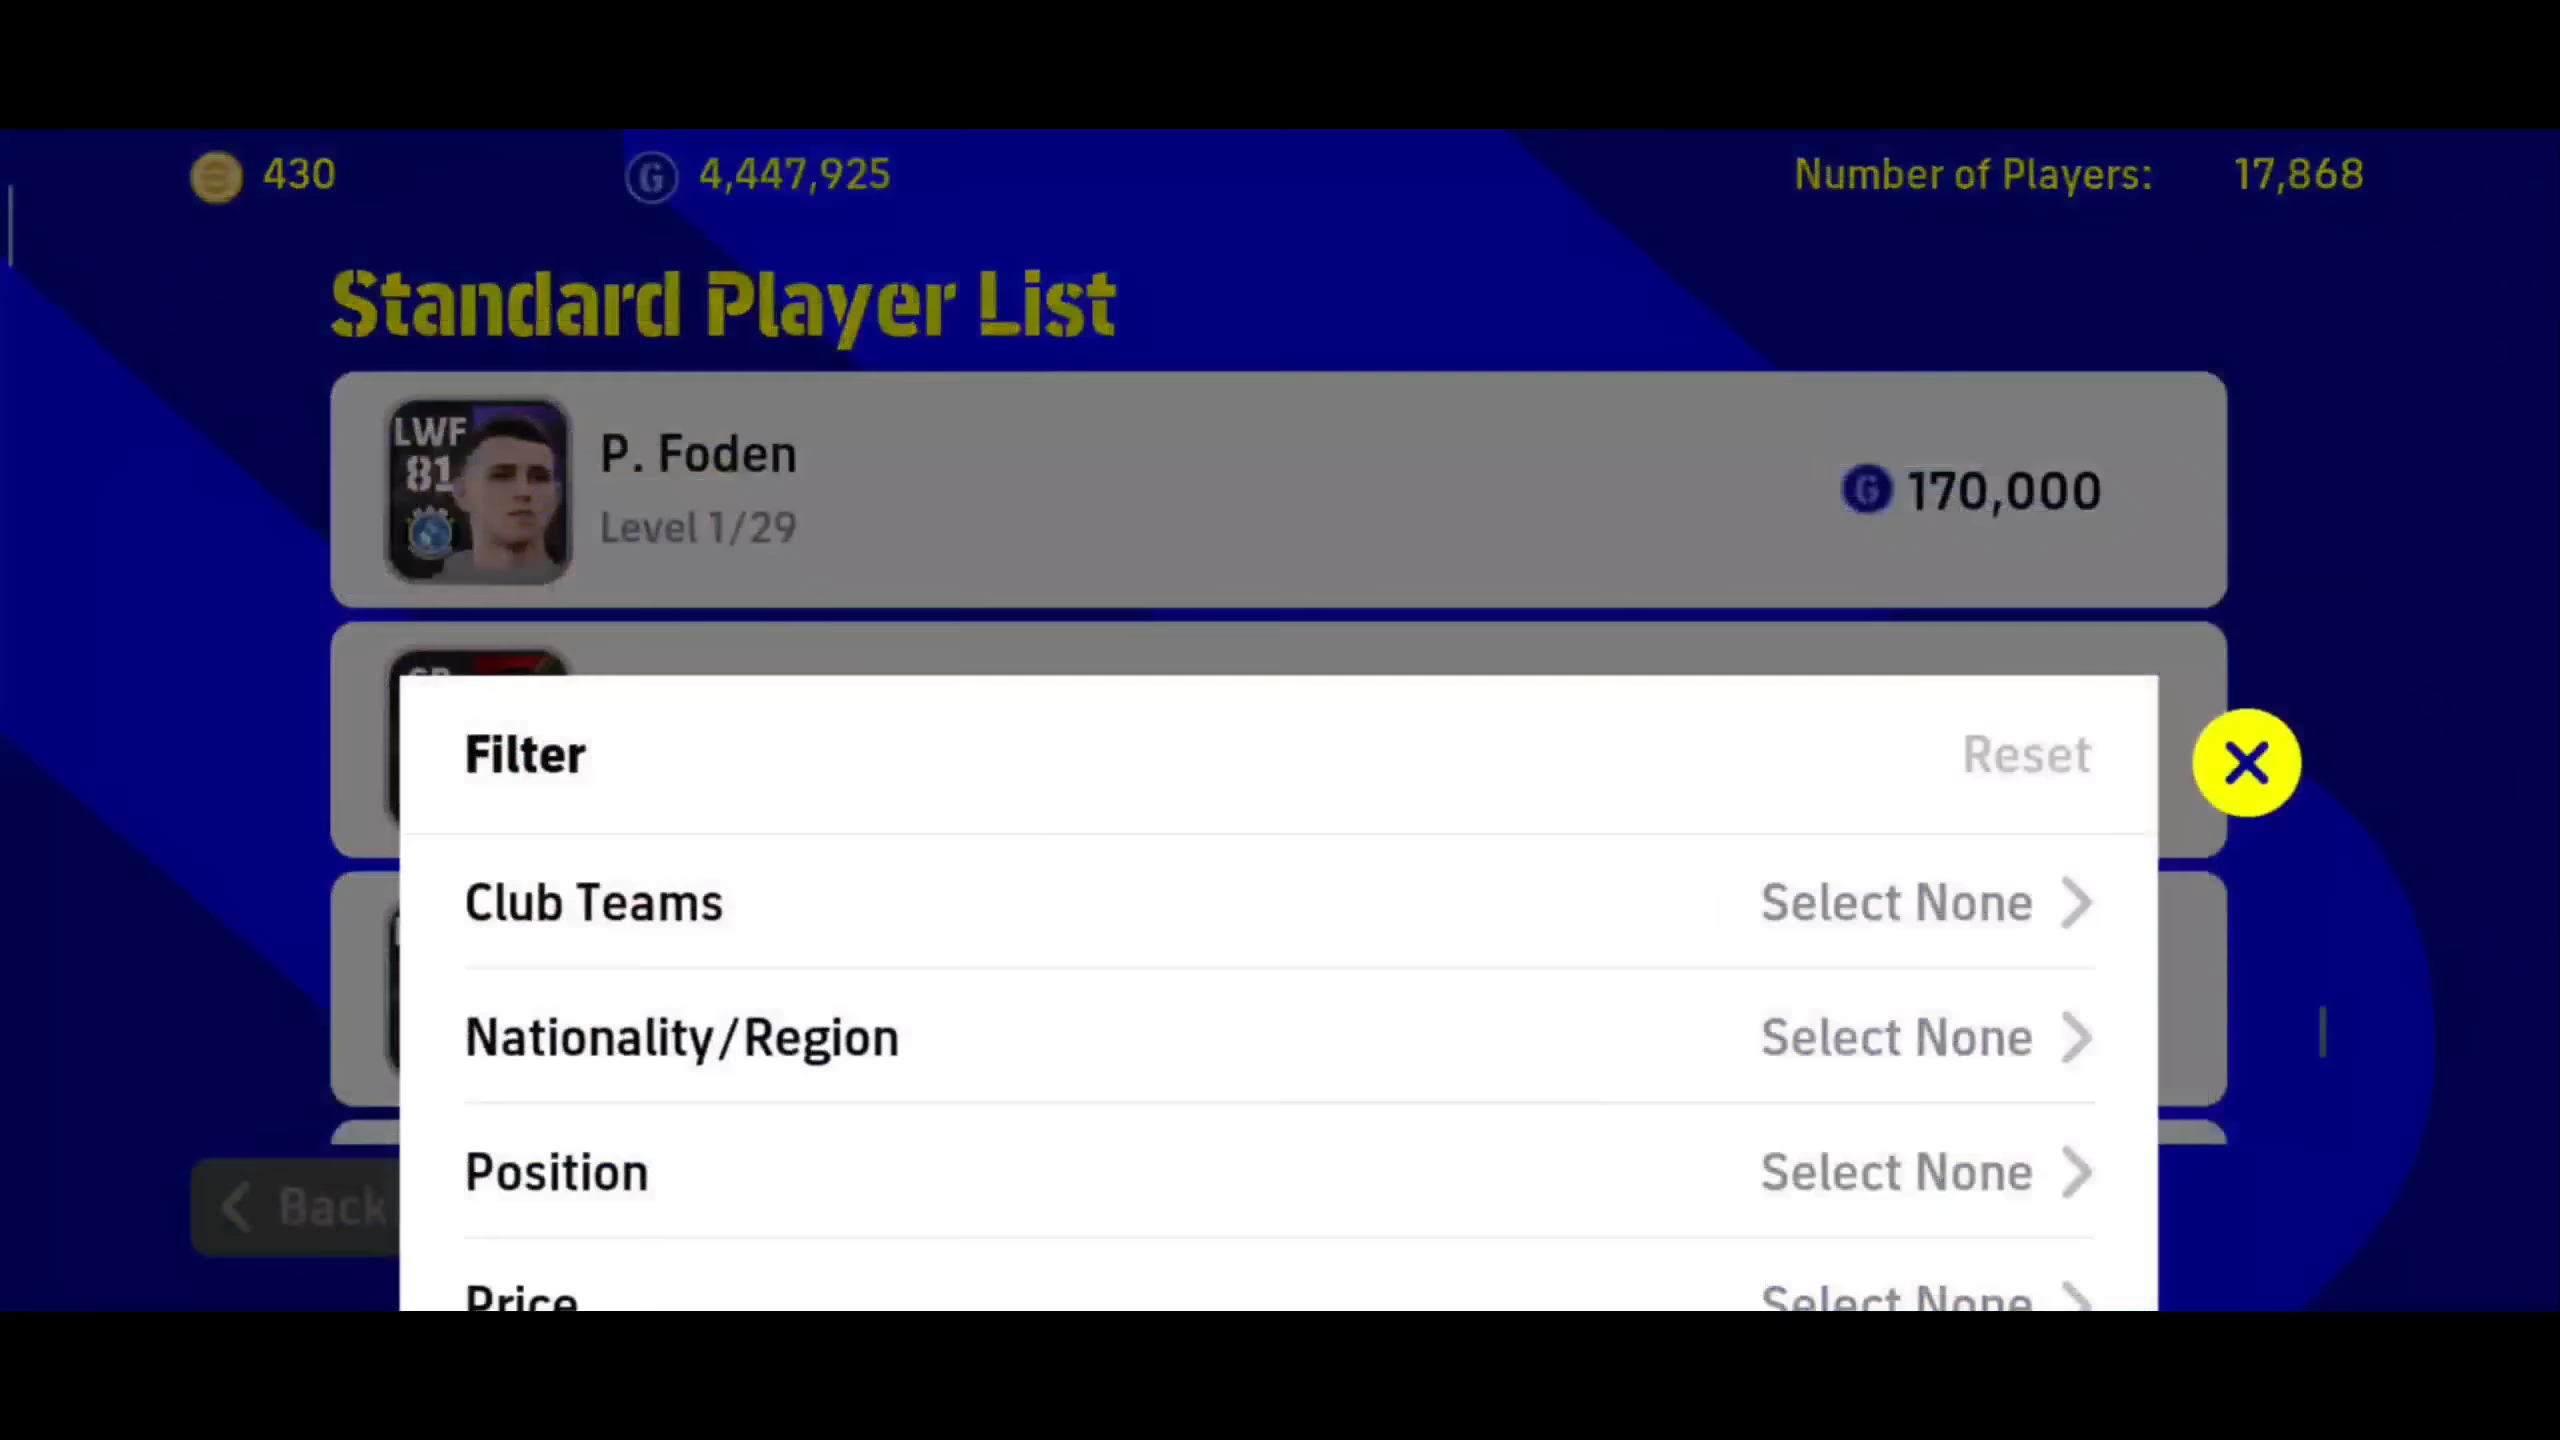 430
G 4,447,925
Number of Players: 17,868
Standard Player List
LWF
81
P. Foden
Level 1/29
G 170,000
Filter
Reset
Club Teams
Select None
Nationality/Region
Select None
Position
Select None
Price
Select None
Back